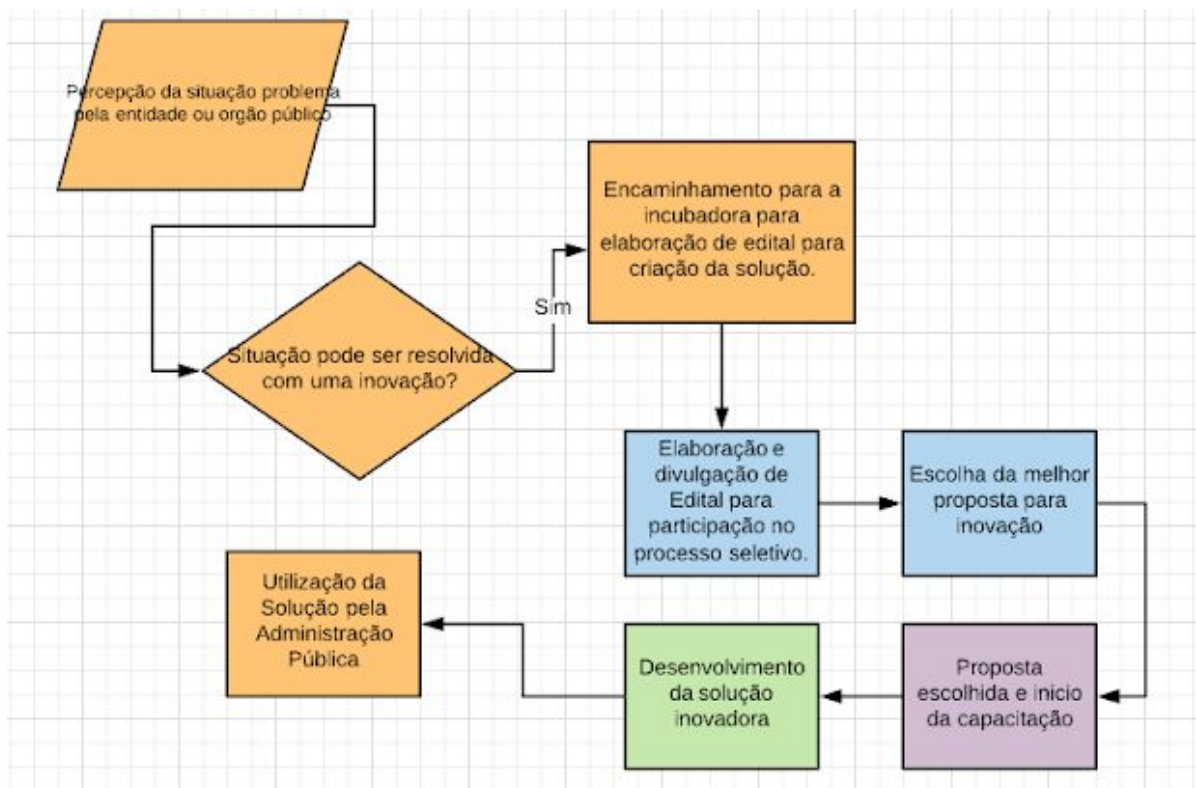 Percepção da situação problema
pela entidade ou orgão público
Encaminhamento para a
incubadora para
elaboração de edital para
criação da solução.
Sim
Situação pode ser resolvida
com uma inovação?
Elaboração e
divulgação de
Edital para
participação no
processo seletivo.
Escolha da melhor
proposta para
inovação
Utilização da
Solução pela
Administração
Pública
Desenvolvimento
da solução
inovadora
Proposta
escolhida e inicio
da capacitação